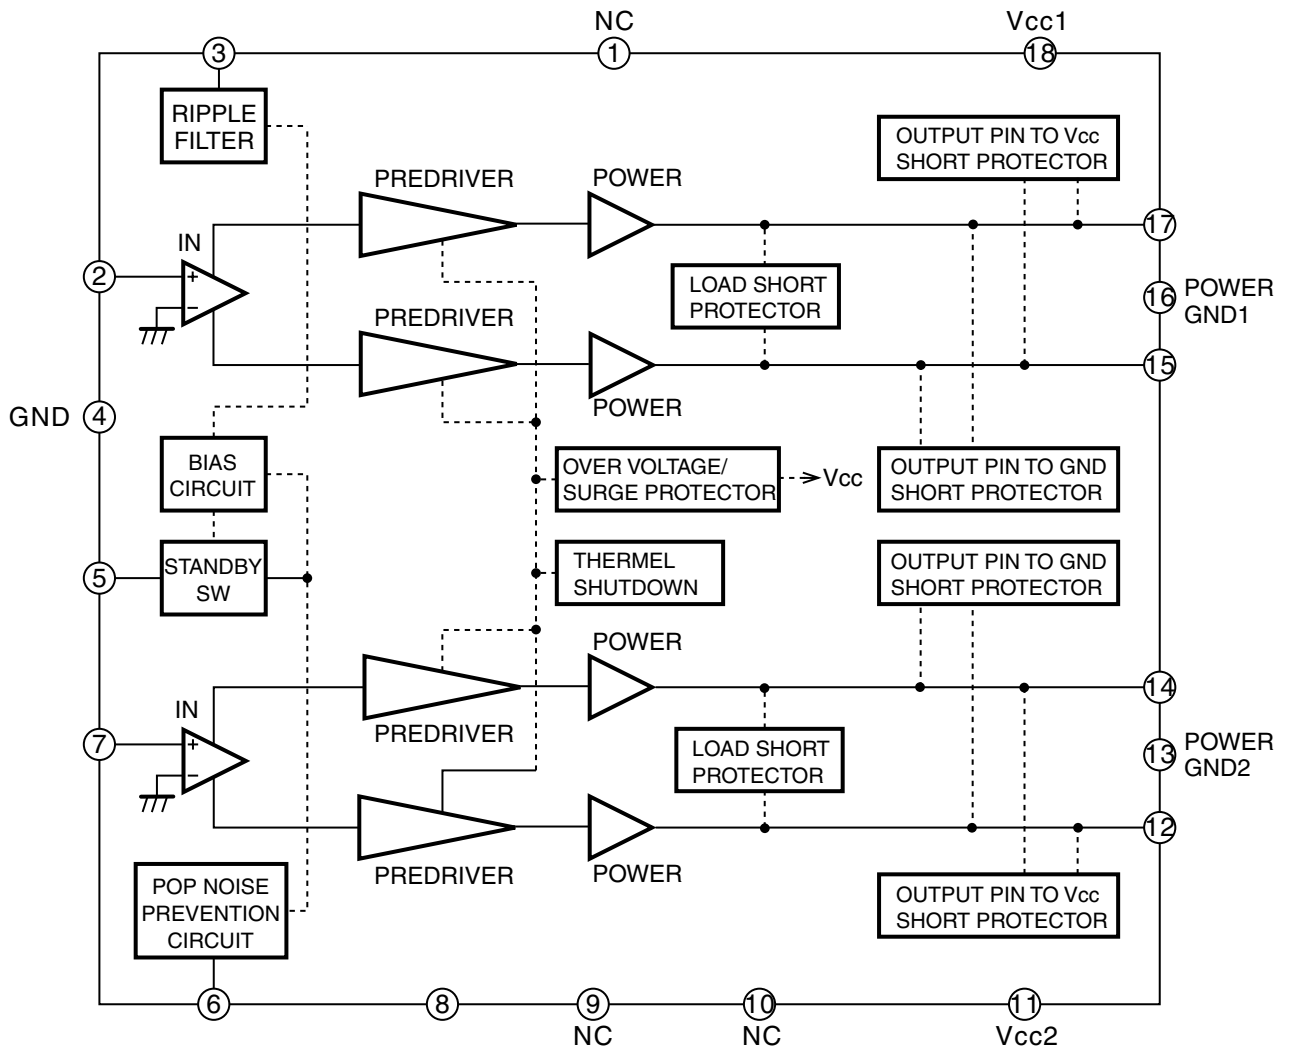 NC
Vcc1
3
1
18
RIPPLE
FILTER
OUTPUT PIN TO Vcc
SHORT PROTECTOR
PREDRIVER
POWER
17
IN
2
+
−
LOAD SHORT
PROTECTOR
16
POWER
GND1
PREDRIVER
15
POWER
GND
4
BIAS
CIRCUIT
OVER VOLTAGE/
SURGE PROTECTOR
Vcc
OUTPUT PIN TO GND
SHORT PROTECTOR
5
STANDBY
SW
THERMEL
SHUTDOWN
OUTPUT PIN TO GND
SHORT PROTECTOR
POWER
14
IN
7
+
−
PREDRIVER
LOAD SHORT
PROTECTOR
13
POWER
GND2
12
PREDRIVER
POWER
POP NOISE
PREVENTION
CIRCUIT
OUTPUT PIN TO Vcc
SHORT PROTECTOR
6
8
9
10
11
NC
NC
Vcc2